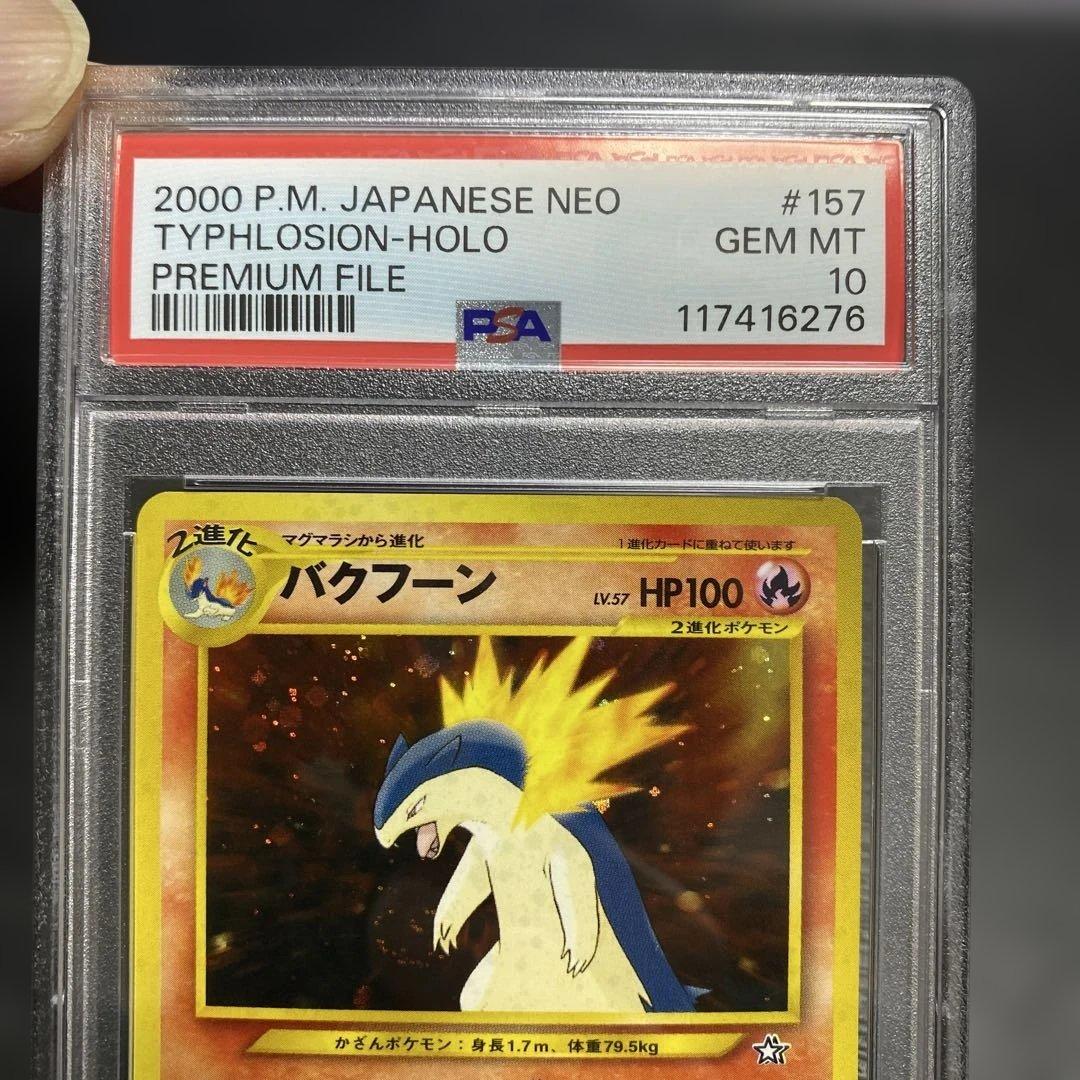 2000 P.M. JAPANESE NEO #157
TYPHLOSION-HOLO GEM MT
PREMIUM FILE 10
PSA 117416276
2進化 マグマラシから進化 1進化カードに重ねて使います
バクフーン LV.57 HP100
2進化ポケモン
かざんポケモン：身長1.7m、体重79.5kg